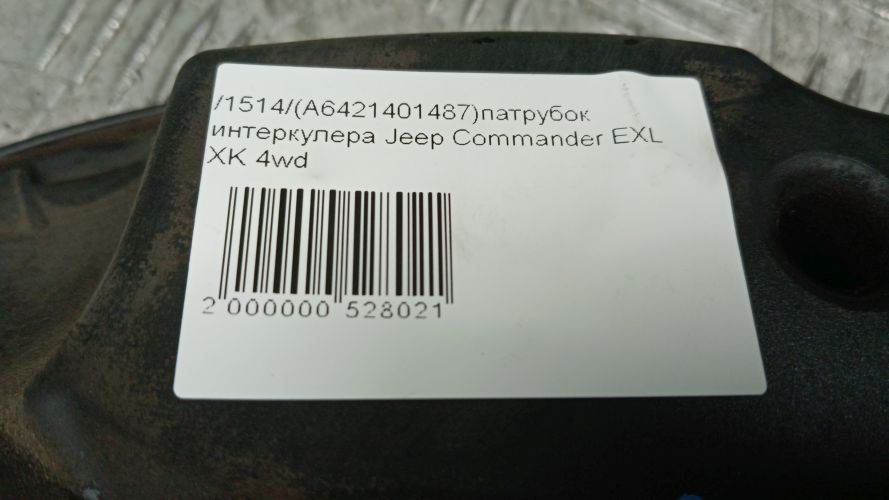 /1514/(A6421401487)патрубок
интеркулера Jeep Commander EXL
XK 4wd
2 000000 528021